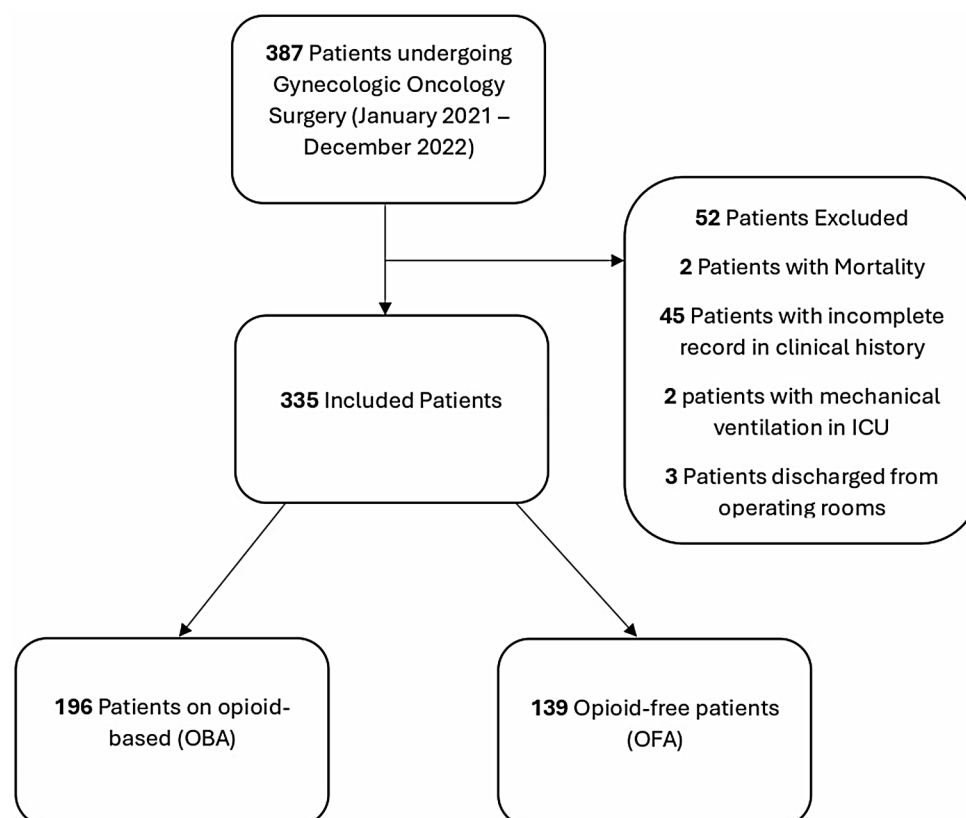 387 Patients undergoing
Gynecologic Oncology
Surgery (January 2021 –
December 2022)
52 Patients Excluded
2 Patients with Mortality
45 Patients with incomplete
record in clinical history
2 patients with mechanical
ventilation in ICU
3 Patients discharged from
operating rooms
335 Included Patients
196 Patients on opioid-
based (OBA)
139 Opioid-free patients
(OFA)